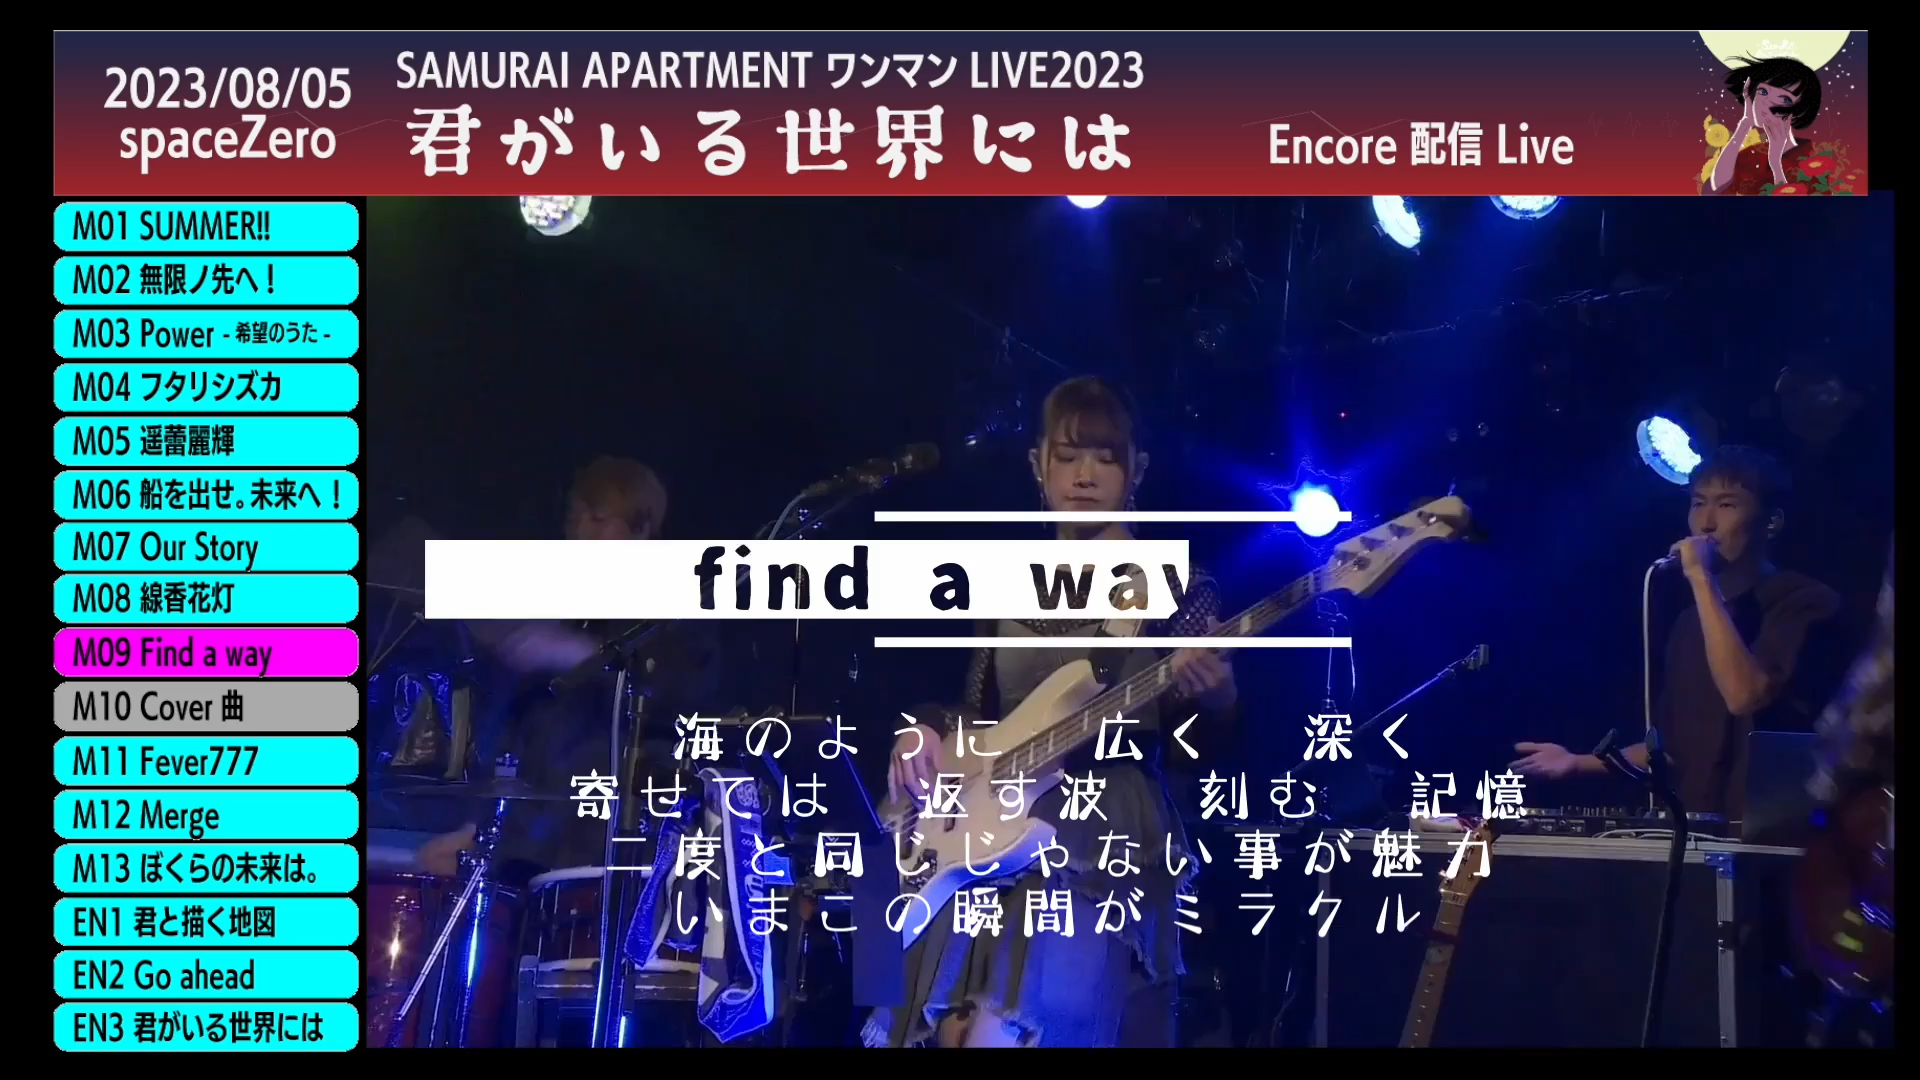 2023/08/05
spaceZero
SAMURAI APARTMENT ワンマン LIVE2023
君がいる世界には
Encore 配信 Live
M01 SUMMER!!
M02 無限ノ先へ！
M03 Power - 希望のうた -
M04 フタリシズカ
M05 遥蕾麗輝
M06 船を出せ。未来へ！
M07 Our Story
M08 線香花灯
M09 Find a way
M10 Cover 曲
M11 Fever777
M12 Merge
M13 ぼくらの未来は。
EN1 君と描く地図
EN2 Go ahead
EN3 君がいる世界には
find a way
海のように 広く 深く
寄せては 返す波 刻む 記憶
二度と同じじゃない事が魅力
いまこの瞬間がミラクル